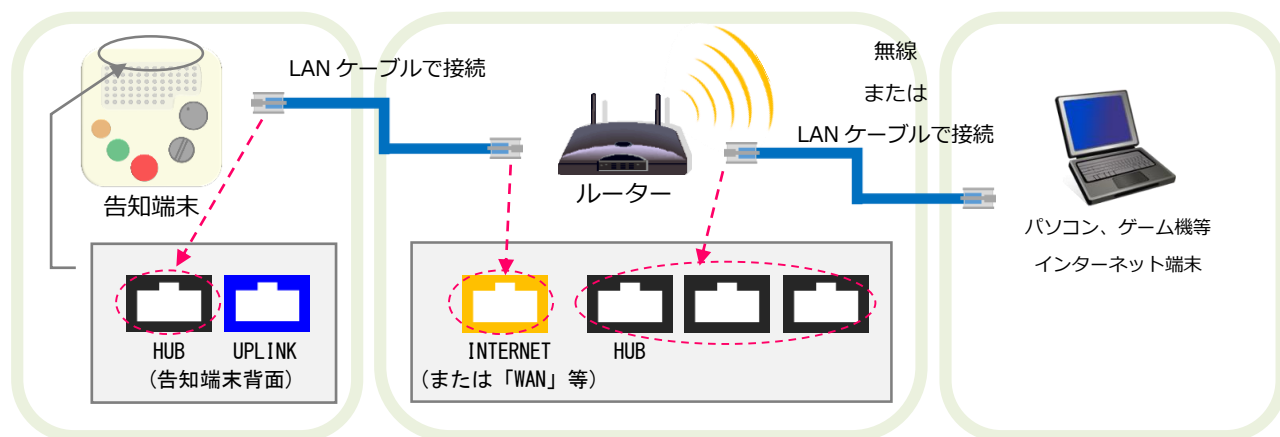 LAN ケーブルで接続
告知端末
HUB
UPLINK
(告知端末背面)
ルーター
INTERNET
(または「WAN」等)
HUB
無線
または
LAN ケーブルで接続
パソコン、ゲーム機等
インターネット端末